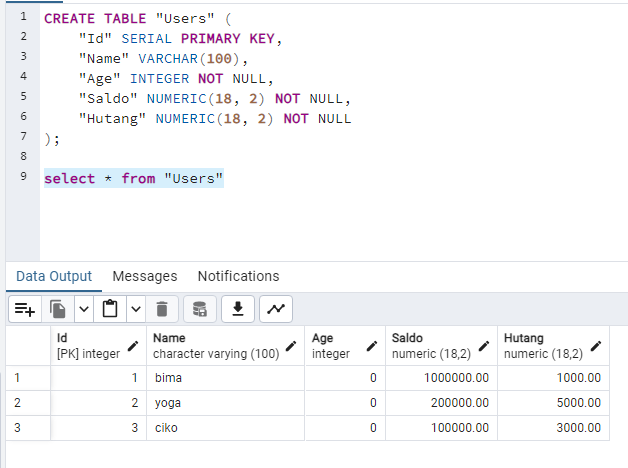 1 CREATE TABLE "Users" (
2 "Id" SERIAL PRIMARY KEY,
3 "Name" VARCHAR(100),
4 "Age" INTEGER NOT NULL,
5 "Saldo" NUMERIC(18, 2) NOT NULL,
6 "Hutang" NUMERIC(18, 2) NOT NULL
7 );
8
9 select * from "Users"
Data Output Messages Notifications
Id Name Age Saldo Hutang
[PK] integer character varying (100) integer numeric (18,2) numeric (18,2)
1 1 bima 0 1000000.00 1000.00
2 2 yoga 0 200000.00 5000.00
3 3 ciko 0 100000.00 3000.00